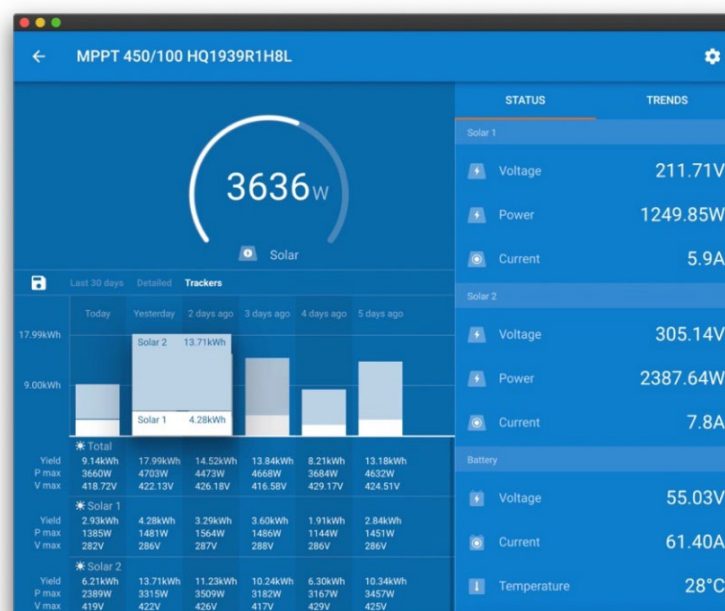 MPPT 450/100 HQ1939R1H8L
3636W
Solar
Last 30 days Detailed Trackers
Today Yesterday 2 days ago 3 days ago 4 days ago 5 days ago
17.99kWh
9.00kWh
Solar 2 13.71kWh
Solar 1 4.28kWh
Total
Yield 9.14kWh 17.99kWh 14.52kWh 13.84kWh 8.21kWh 13.18kWh
P max 3660W 4703W 4473W 4668W 3684W 4632W
V max 418.72V 422.13V 426.18V 416.58V 429.17V 424.51V
Solar 1
Yield 2.93kWh 4.28kWh 3.29kWh 3.60kWh 1.91kWh 2.84kWh
P max 1385W 1481W 1564W 1486W 1144W 1451W
V max 282V 286V 287V 288V 286V 286V
Solar 2
Yield 6.21kWh 13.71kWh 11.23kWh 10.24kWh 6.30kWh 10.34kWh
P max 2389W 3315W 3509W 3182W 3167W 3457W
V max 419V 422V 426V 417V 429V 425V
STATUS TRENDS
Solar 1
Voltage 211.71V
Power 1249.85W
Current 5.9A
Solar 2
Voltage 305.14V
Power 2387.64W
Current 7.8A
Battery
Voltage 55.03V
Current 61.40A
Temperature 28°C